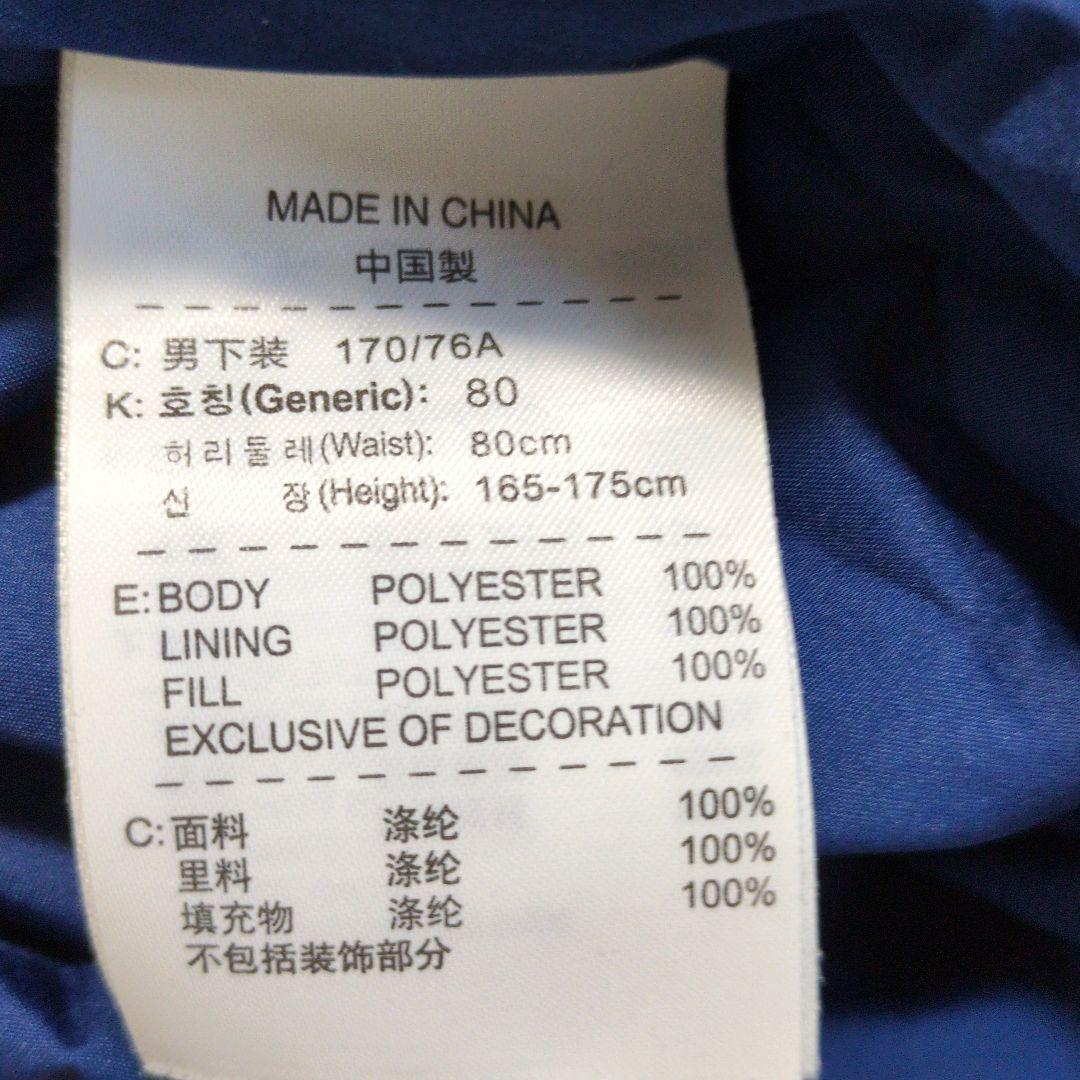 MADE IN CHINA
中国製
C: 男下装 170/76A
K: 호칭(Generic): 80
허리둘레(Waist): 80cm
신 장(Height): 165-175cm
E: BODY POLYESTER 100%
LINING POLYESTER 100%
FILL POLYESTER 100%
EXCLUSIVE OF DECORATION
C: 面料 涤纶 100%
里料 涤纶 100%
填充物 涤纶 100%
不包括装饰部分